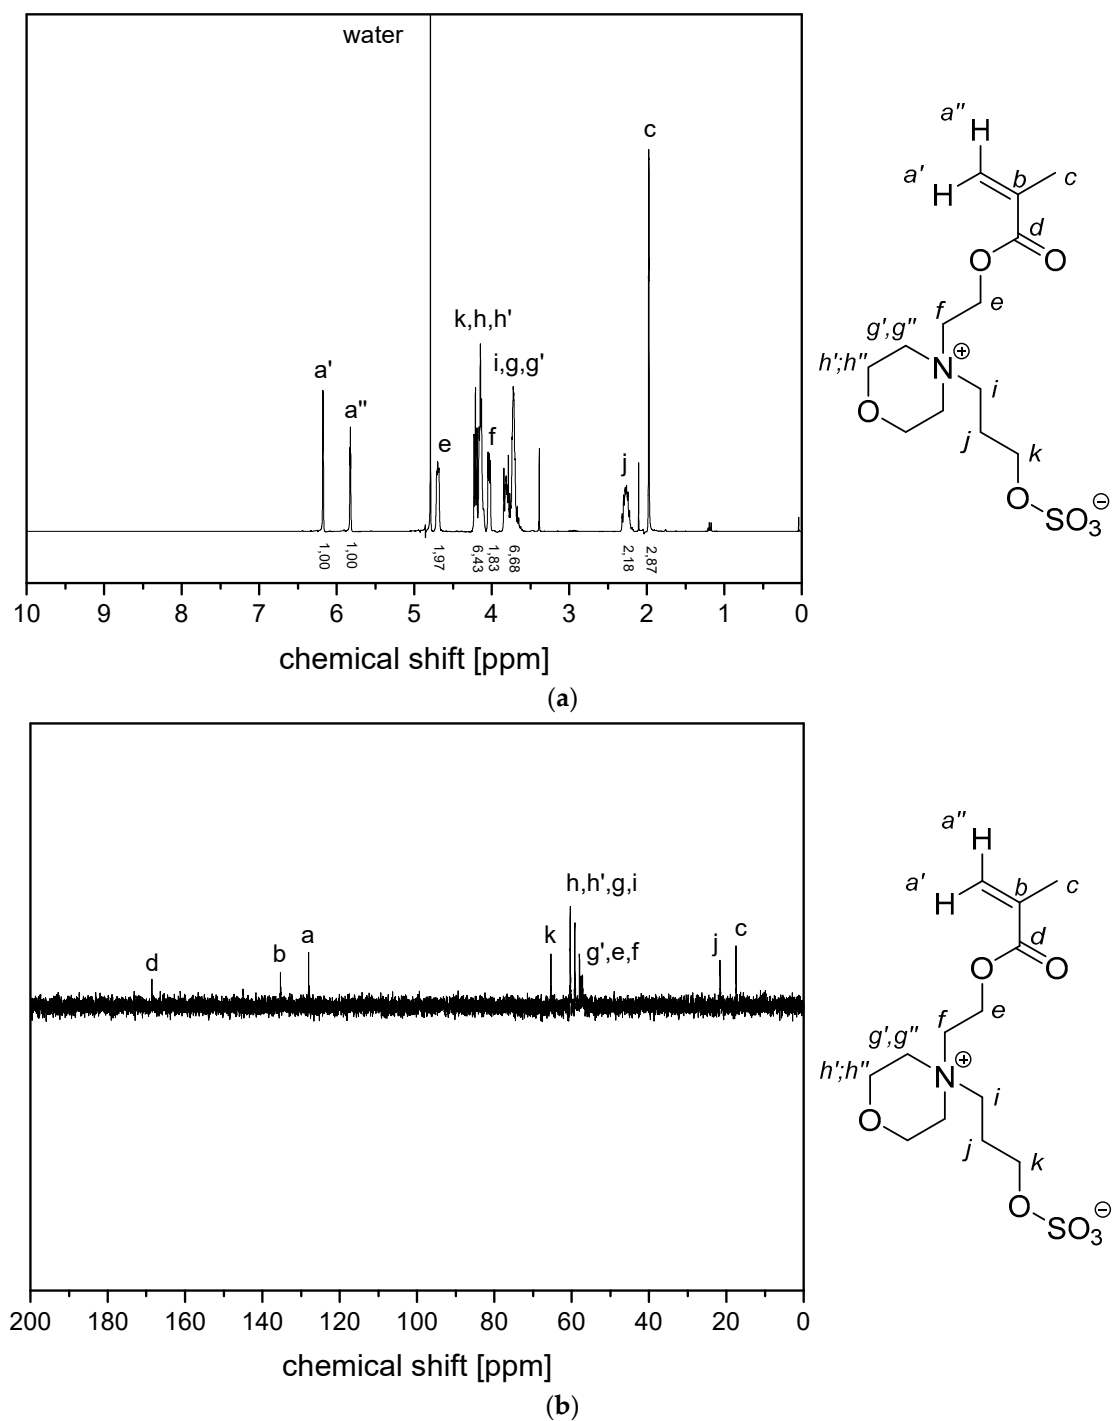 water
c
k,h,h'
i,g,g'
a'
a"
e
f
j
1,00
1,00
1,97
6,43
1,83
6,68
2,18
2,87
10
9
8
7
6
5
4
3
2
1
0
chemical shift [ppm]
a"
H
a'
H
b
c
d
O
O
e
f
g',g"
h';h"
N
⊕
i
O
j
k
O
SO3
⊖
(a)
h,h',g,i
k
g',e,f
j
c
a
b
d
200
180
160
140
120
100
80
60
40
20
0
chemical shift [ppm]
a"
H
a'
H
b
c
d
O
O
e
f
g',g"
h';h"
N
⊕
i
O
j
k
O
SO3
⊖
(b)